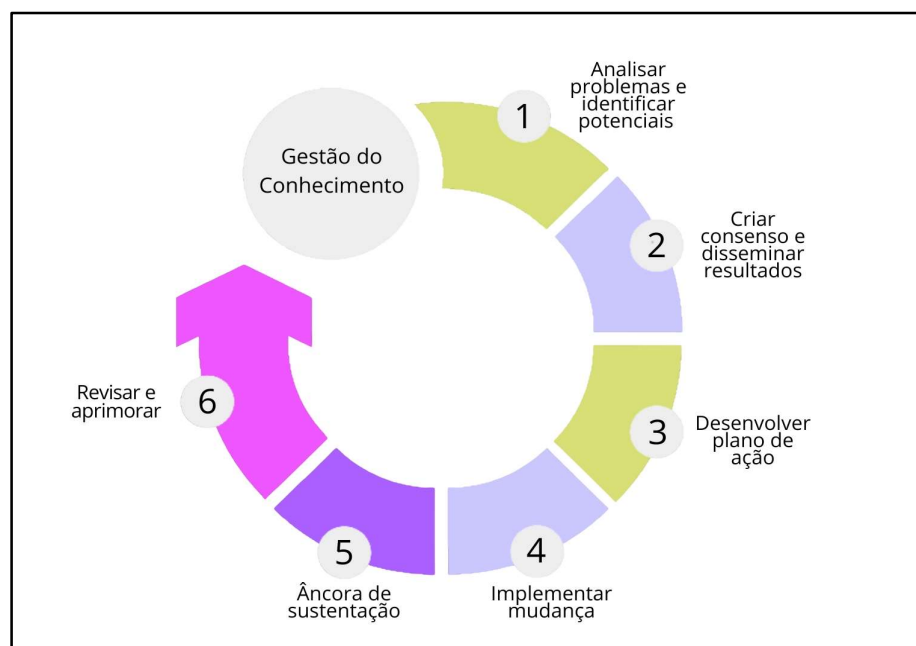 Gestão do
Conhecimento
1
Analisar
problemas e
identificar
potenciais
2
Criar
consenso e
disseminar
resultados
3
Desenvolver
plano de
ação
4
Implementar
mudança
5
Âncora de
sustentação
6
Revisar e
aprimorar